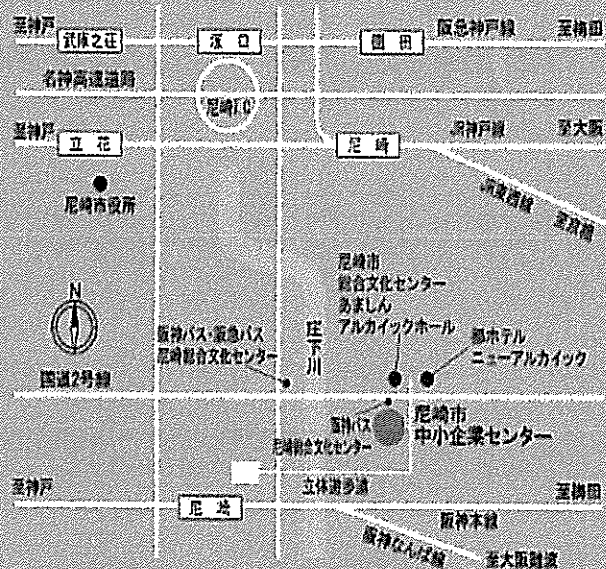 至神戸
武庫之荘
塚口
園田
阪急神戸線
至梅田
名神高速道路
尼崎I.C
至神戸
立花
尼崎
JR神戸線
至大阪
尼崎市役所
JR東西線
至京橋
N
尼崎市
総合文化センター
あましん
アルカイックホール
阪神バス・阪急バス
尼崎総合文化センター
庄下川
都ホテル
ニューアルカイック
国道2号線
阪神バス
尼崎総合文化センター
尼崎市
中小企業センター
至神戸
尼崎
立体遊歩道
至梅田
阪神本線
阪神なんば線
至大阪難波